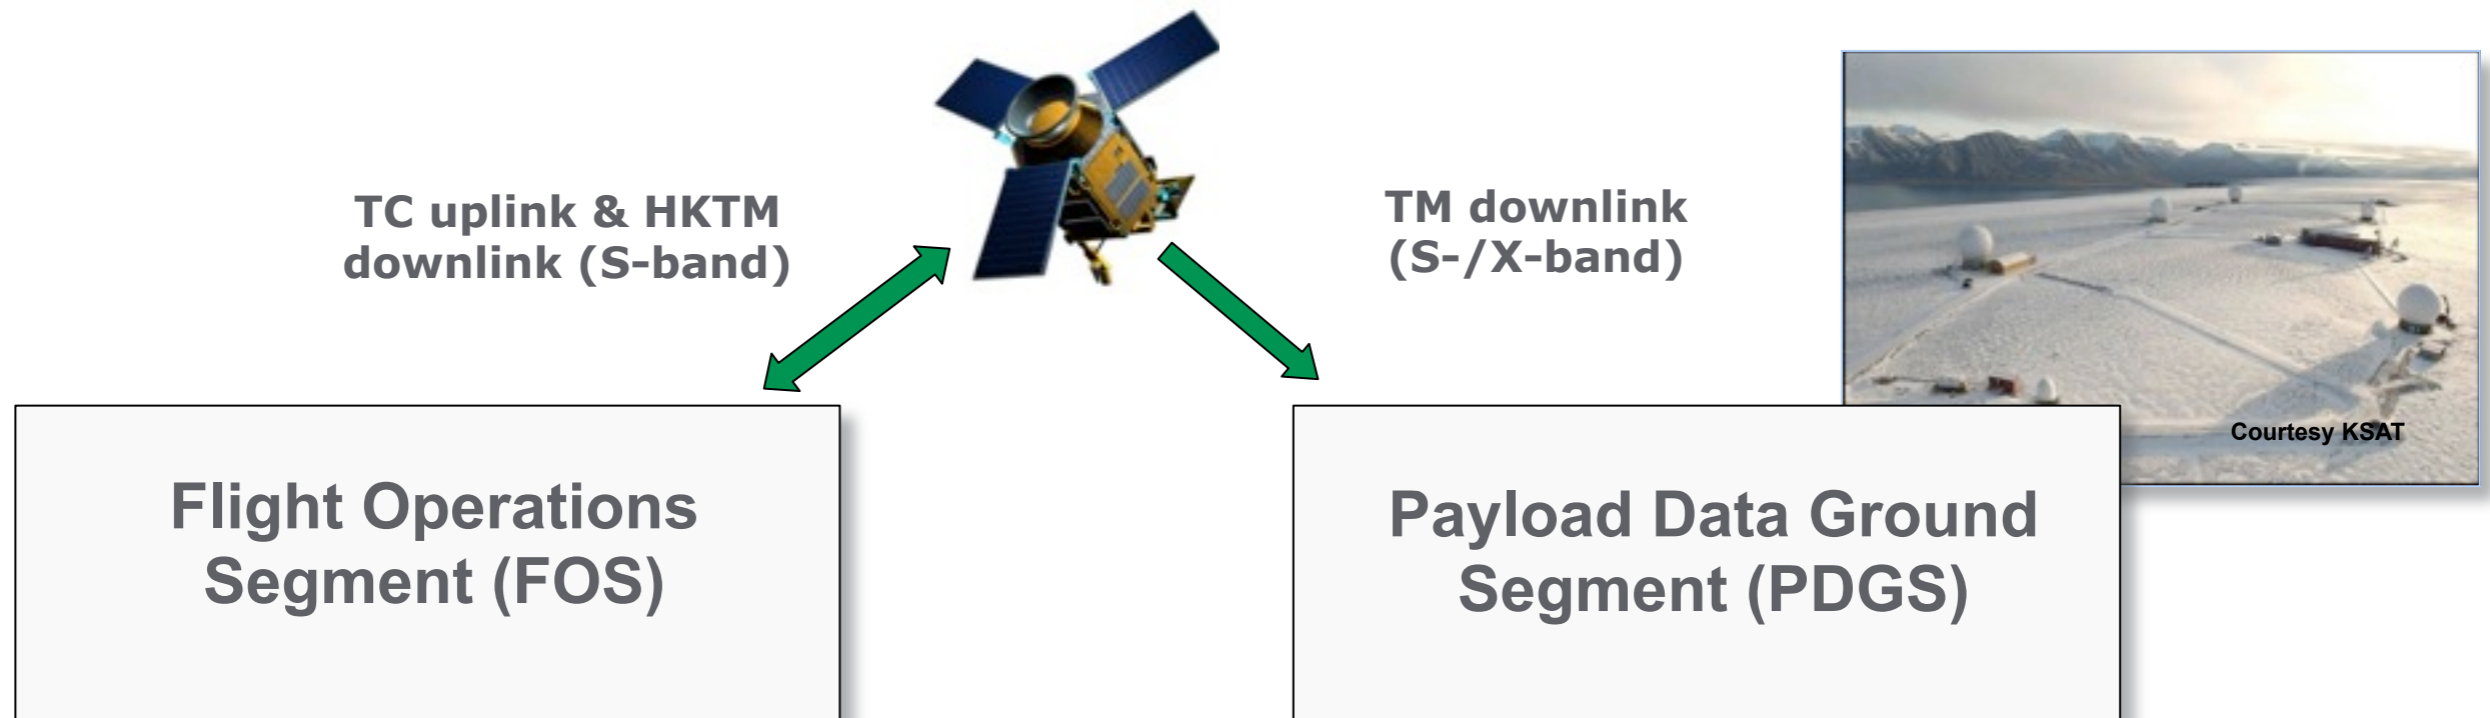 TC uplink & HKTM
downlink (S-band)
TM downlink
(S-/X-band)
Courtesy KSAT
Flight Operations
Segment (FOS)
Payload Data Ground
Segment (PDGS)